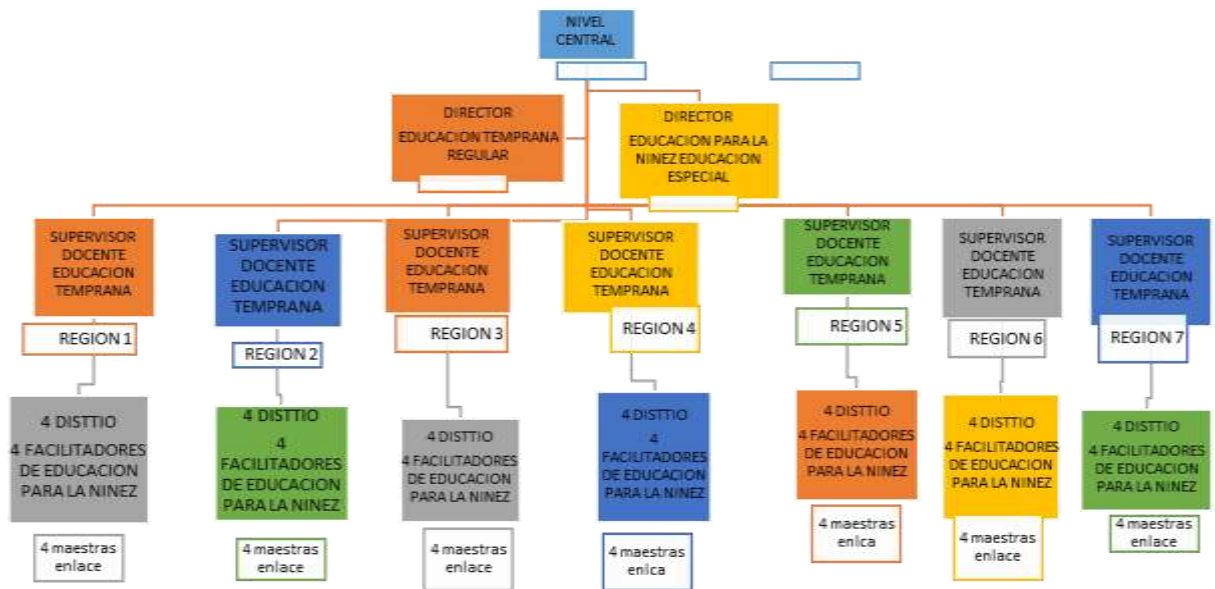 NIVEL
CENTRAL
DIRECTOR
EDUCACION TEMPRANA
REGULAR
DIRECTOR
EDUCACION PARA LA
NINEZ EDUCACION
ESPECIAL
SUPERVISOR
DOCENTE
EDUCACION
TEMPRANA
REGION 1
SUPERVISOR
DOCENTE
EDUCACION
TEMPRANA
REGION 2
SUPERVISOR
DOCENTE
EDUCACION
TEMPRANA
REGION 3
SUPERVISOR
DOCENTE
EDUCACION
TEMPRANA
REGION 4
SUPERVISOR
DOCENTE
EDUCACION
TEMPRANA
REGION 5
SUPERVISOR
DOCENTE
EDUCACION
TEMPRANA
REGION 6
SUPERVISOR
DOCENTE
EDUCACION
TEMPRANA
REGION 7
4 DISTTIO
4 FACILITADORES
DE EDUCACION
PARA LA NINEZ
4 maestras
enlace
4 DISTTIO
4
FACILITADORES
DE EDUCACION
PARA LA NINEZ
4 maestras
enlace
4 DISTTIO
4 FACILITADORES
DE EDUCACION
PARA LA NINEZ
4 maestras
enlace
4 DISTTIO
4
FACILITADORES
DE EDUCACION
PARA LA NINEZ
4 maestras
enlca
4 DISTTIO
4 FACILITADORES
DE EDUCACION
PARA LA NINEZ
4 maestras
enlca
4 DISTTIO
4 FACILITADORES
DE EDUCACION
PARA LA NINEZ
4 maestras
enlace
4 DISTTIO
4 FACILITADORES
DE EDUCACION
PARA LA NINEZ
4 maestras
enlace